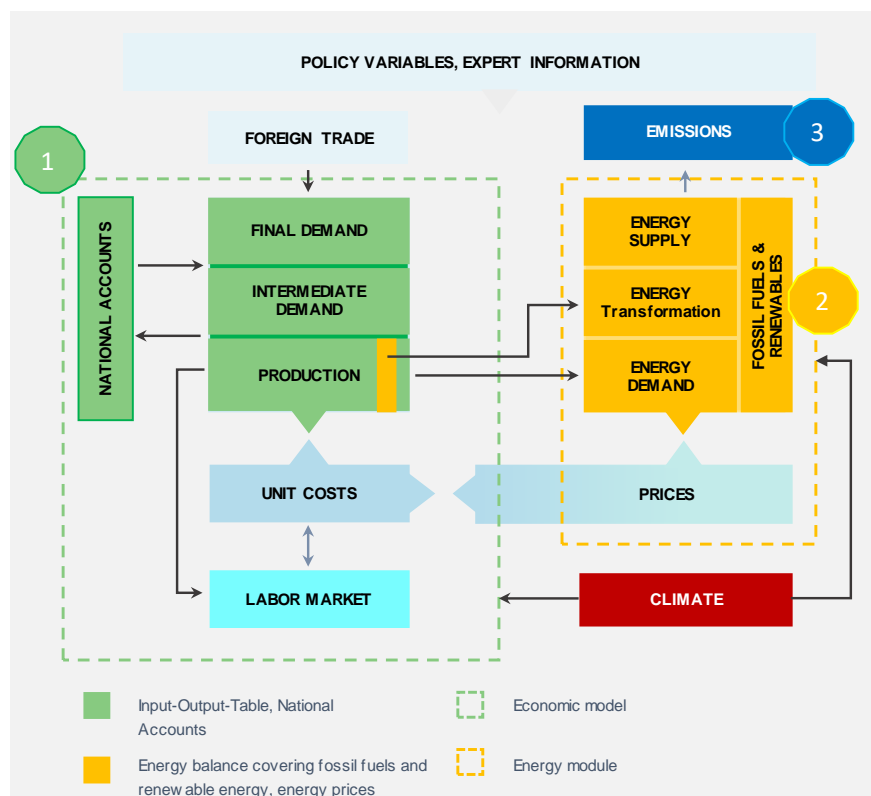 POLICY VARIABLES, EXPERT INFORMATION
FOREIGN TRADE
EMISSIONS
3
1
NATIONAL ACCOUNTS
FINAL DEMAND
INTERMEDIATE
DEMAND
PRODUCTION
ENERGY
SUPPLY
ENERGY
Transformation
ENERGY
DEMAND
FOSSIL FUELS &
RENEWABLES
2
UNIT COSTS
PRICES
LABOR MARKET
CLIMATE
Input-Output-Table, National
Accounts
Economic model
Energy balance covering fossil fuels and
renewable energy, energy prices
Energy module